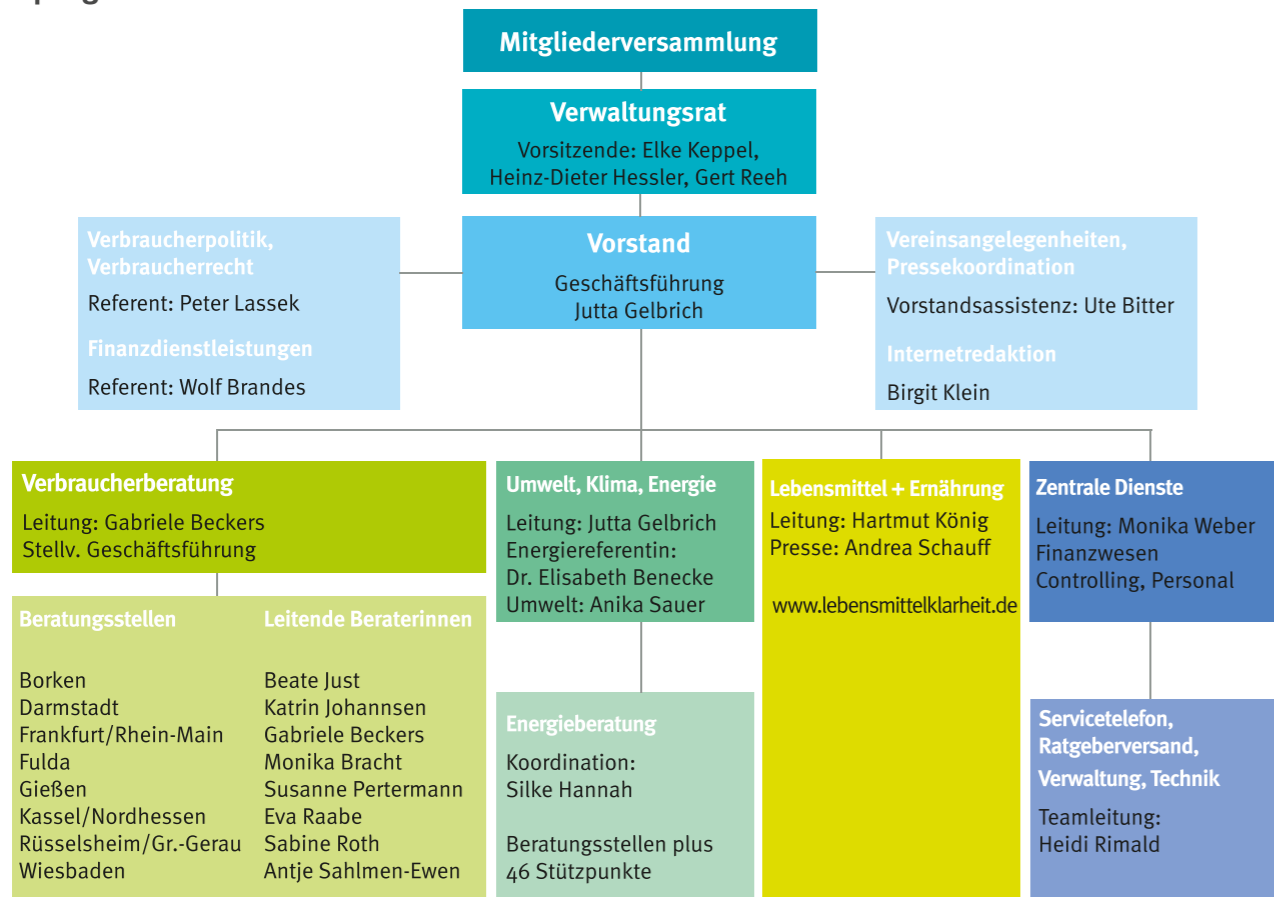 Mitgliederversammlung
Verwaltungsrat
Vorsitzende: Elke Keppel,
Heinz-Dieter Hessler, Gert Reeh
Verbraucherpolitik,
Verbraucherrecht
Referent: Peter Lassek
Finanzdienstleistungen
Referent: Wolf Brandes
Vorstand
Geschäftsführung
Jutta Gelbrich
Vereinsangelegenheiten,
Pressekoordination
Vorstandsassistenz: Ute Bitter
Internetredaktion
Birgit Klein
Verbraucherberatung
Leitung: Gabriele Beckers
Stellv. Geschäftsführung
Beratungsstellen Leitende Beraterinnen
Borken Beate Just
Darmstadt Katrin Johannsen
Frankfurt/Rhein-Main Gabriele Beckers
Fulda Monika Bracht
Gießen Susanne Pertermann
Kassel/Nordhessen Eva Raabe
Rüsselsheim/Gr.-Gerau Sabine Roth
Wiesbaden Antje Sahlmen-Ewen
Umwelt, Klima, Energie
Leitung: Jutta Gelbrich
Energiereferentin:
Dr. Elisabeth Benecke
Umwelt: Anika Sauer
Energieberatung
Koordination:
Silke Hannah
Beratungsstellen plus
46 Stützpunkte
Lebensmittel + Ernährung
Leitung: Hartmut König
Presse: Andrea Schauff
www.lebensmittelklarheit.de
Zentrale Dienste
Leitung: Monika Weber
Finanzwesen
Controlling, Personal
Servicetelefon,
Ratgeberversand,
Verwaltung, Technik
Teamleitung:
Heidi Rimald